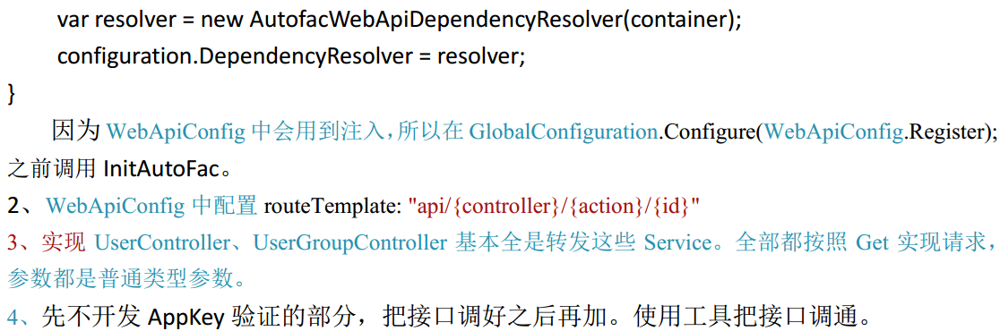 var resolver = new AutofacWebApiDependencyResolver(container);
configuration.DependencyResolver = resolver;
}
因为 WebApiConfig 中会用到注入，所以在 GlobalConfiguration.Configure(WebApiConfig.Register);
之前调用 InitAutoFac。
2、WebApiConfig 中配置 routeTemplate: "api/{controller}/{action}/{id}"
3、实现 UserController、UserGroupController 基本全是转发这些 Service。全部都按照 Get 实现请求，
参数都是普通类型参数。
4、先不开发 AppKey 验证的部分，把接口调好之后再加。使用工具把接口调通。